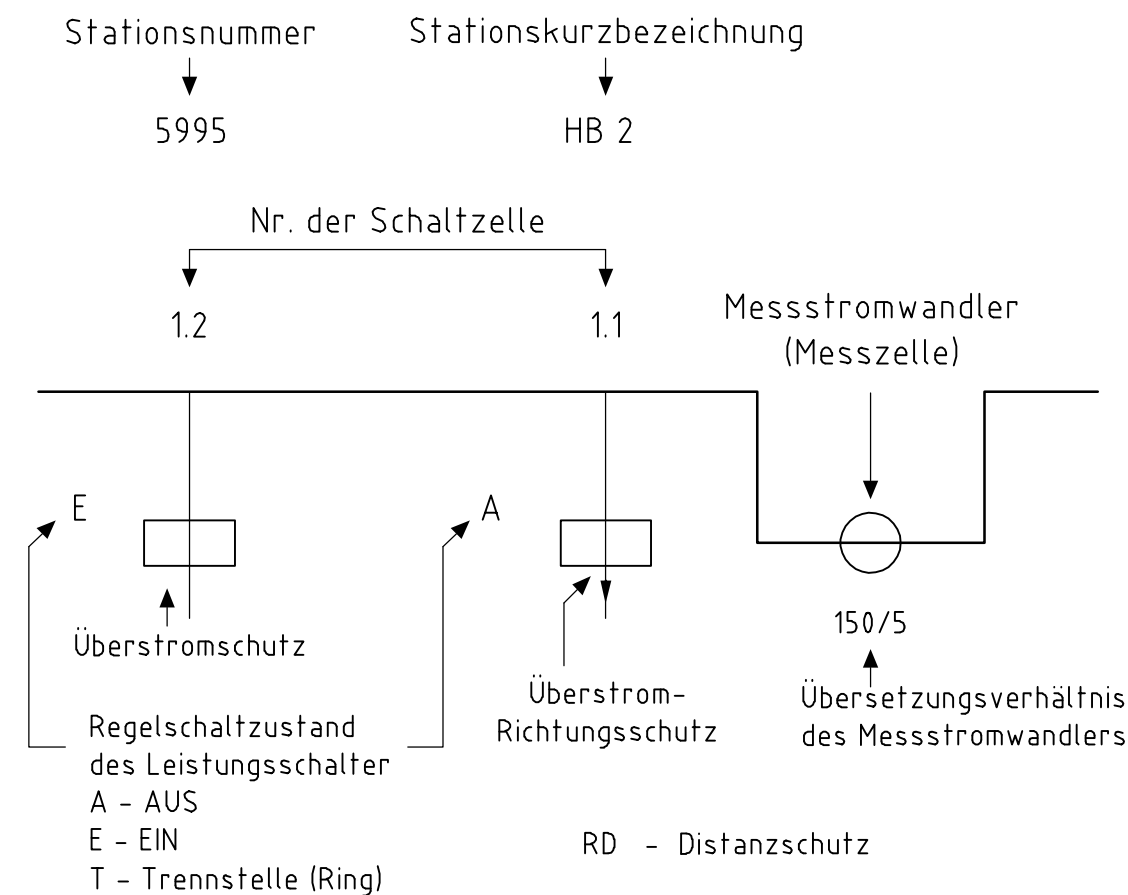 Stationsnummer
Stationskurzbezeichnung
5995
HB 2
Nr. der Schaltzelle
1.2
1.1
Messstromwandler
(Messzelle)
E
A
150/5
Überstromschutz
Überstrom-
Richtungsschutz
Übersetzungsverhältnis
des Messstromwandlers
Regelschaltzustand
des Leistungsschalter
A - AUS
E - EIN
T - Trennstelle (Ring)
RD - Distanzschutz